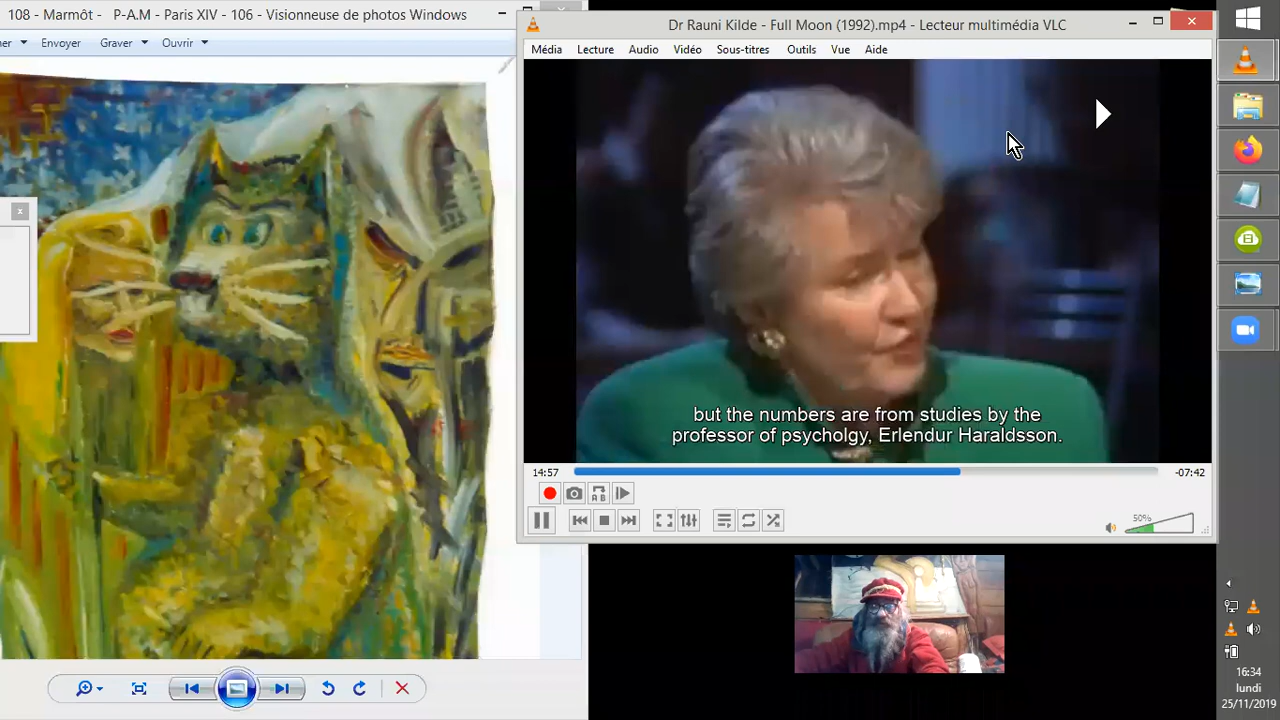 108 - Marmôt -   P-A.M - Paris XIV - 106 - Visionneuse de photos Windows
Envoyer Graver Ouvrir
Dr Rauni Kilde - Full Moon (1992).mp4 - Lecteur multimédia VLC
Média Lecture Audio Vidéo Sous-titres Outils Vue Aide
but the numbers are from studies by the
professor of psycholgy, Erlendur Haraldsson.
14:57 -07:42
50%
16:34
lundi
25/11/2019